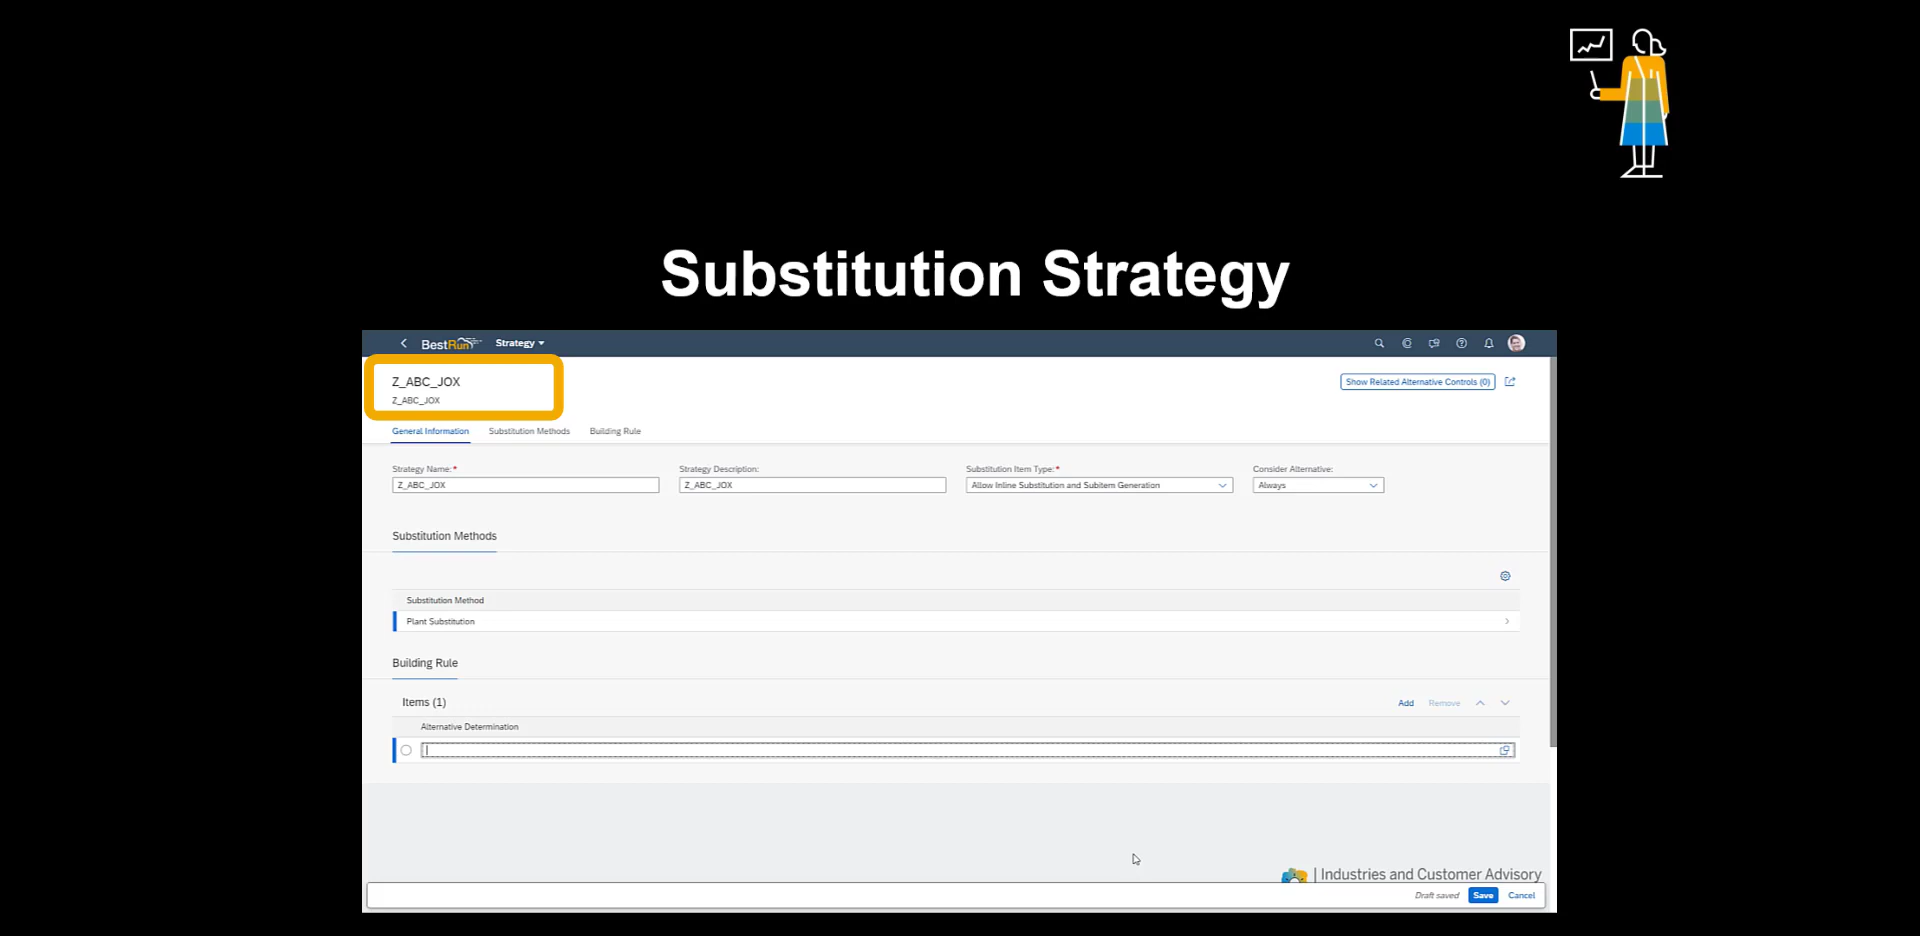 Substitution Strategy
BestRun Strategy
Z_ABC_JOX
Z_ABC_JOX
Show Related Alternative Controls (0)
General Information Substitution Methods Building Rule
Strategy Name:* Strategy Description: Substitution Item Type:* Consider Alternative:
Z_ABC_JOX Z_ABC_JOX Allow Inline Substitution and Subitem Generation Always
Substitution Methods
Substitution Method
Plant Substitution
Building Rule
Items (1) Add Remove
Alternative Determination
| Industries and Customer Advisory
Draft saved Save Cancel